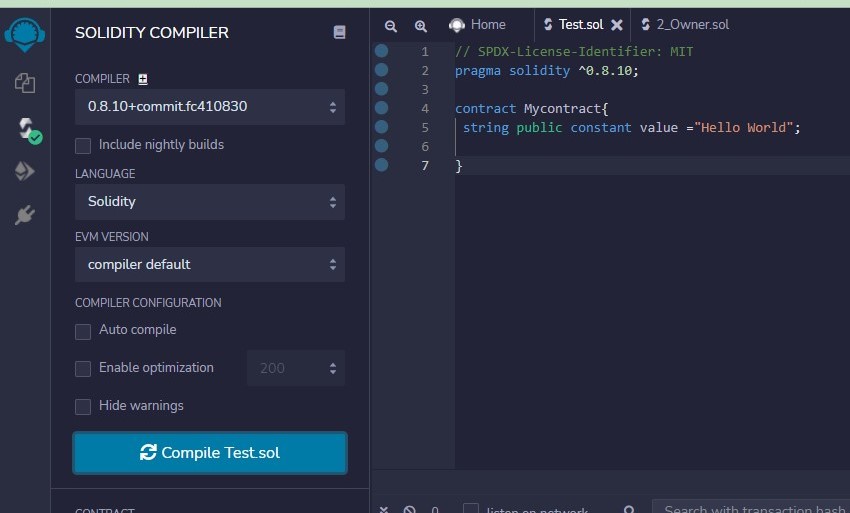 SOLIDITY COMPILER
COMPILER
0.8.10+commit.fc410830
Include nightly builds
LANGUAGE
Solidity
EVM VERSION
compiler default
COMPILER CONFIGURATION
Auto compile
Enable optimization 200
Hide warnings
Compile Test.sol
CONTRACT
Home Test.sol 2_Owner.sol
1 // SPDX-License-Identifier: MIT
2 pragma solidity ^0.8.10;
3
4 contract Mycontract{
5 string public constant value ="Hello World";
6
7 }
0 listen on network Search with transaction hash